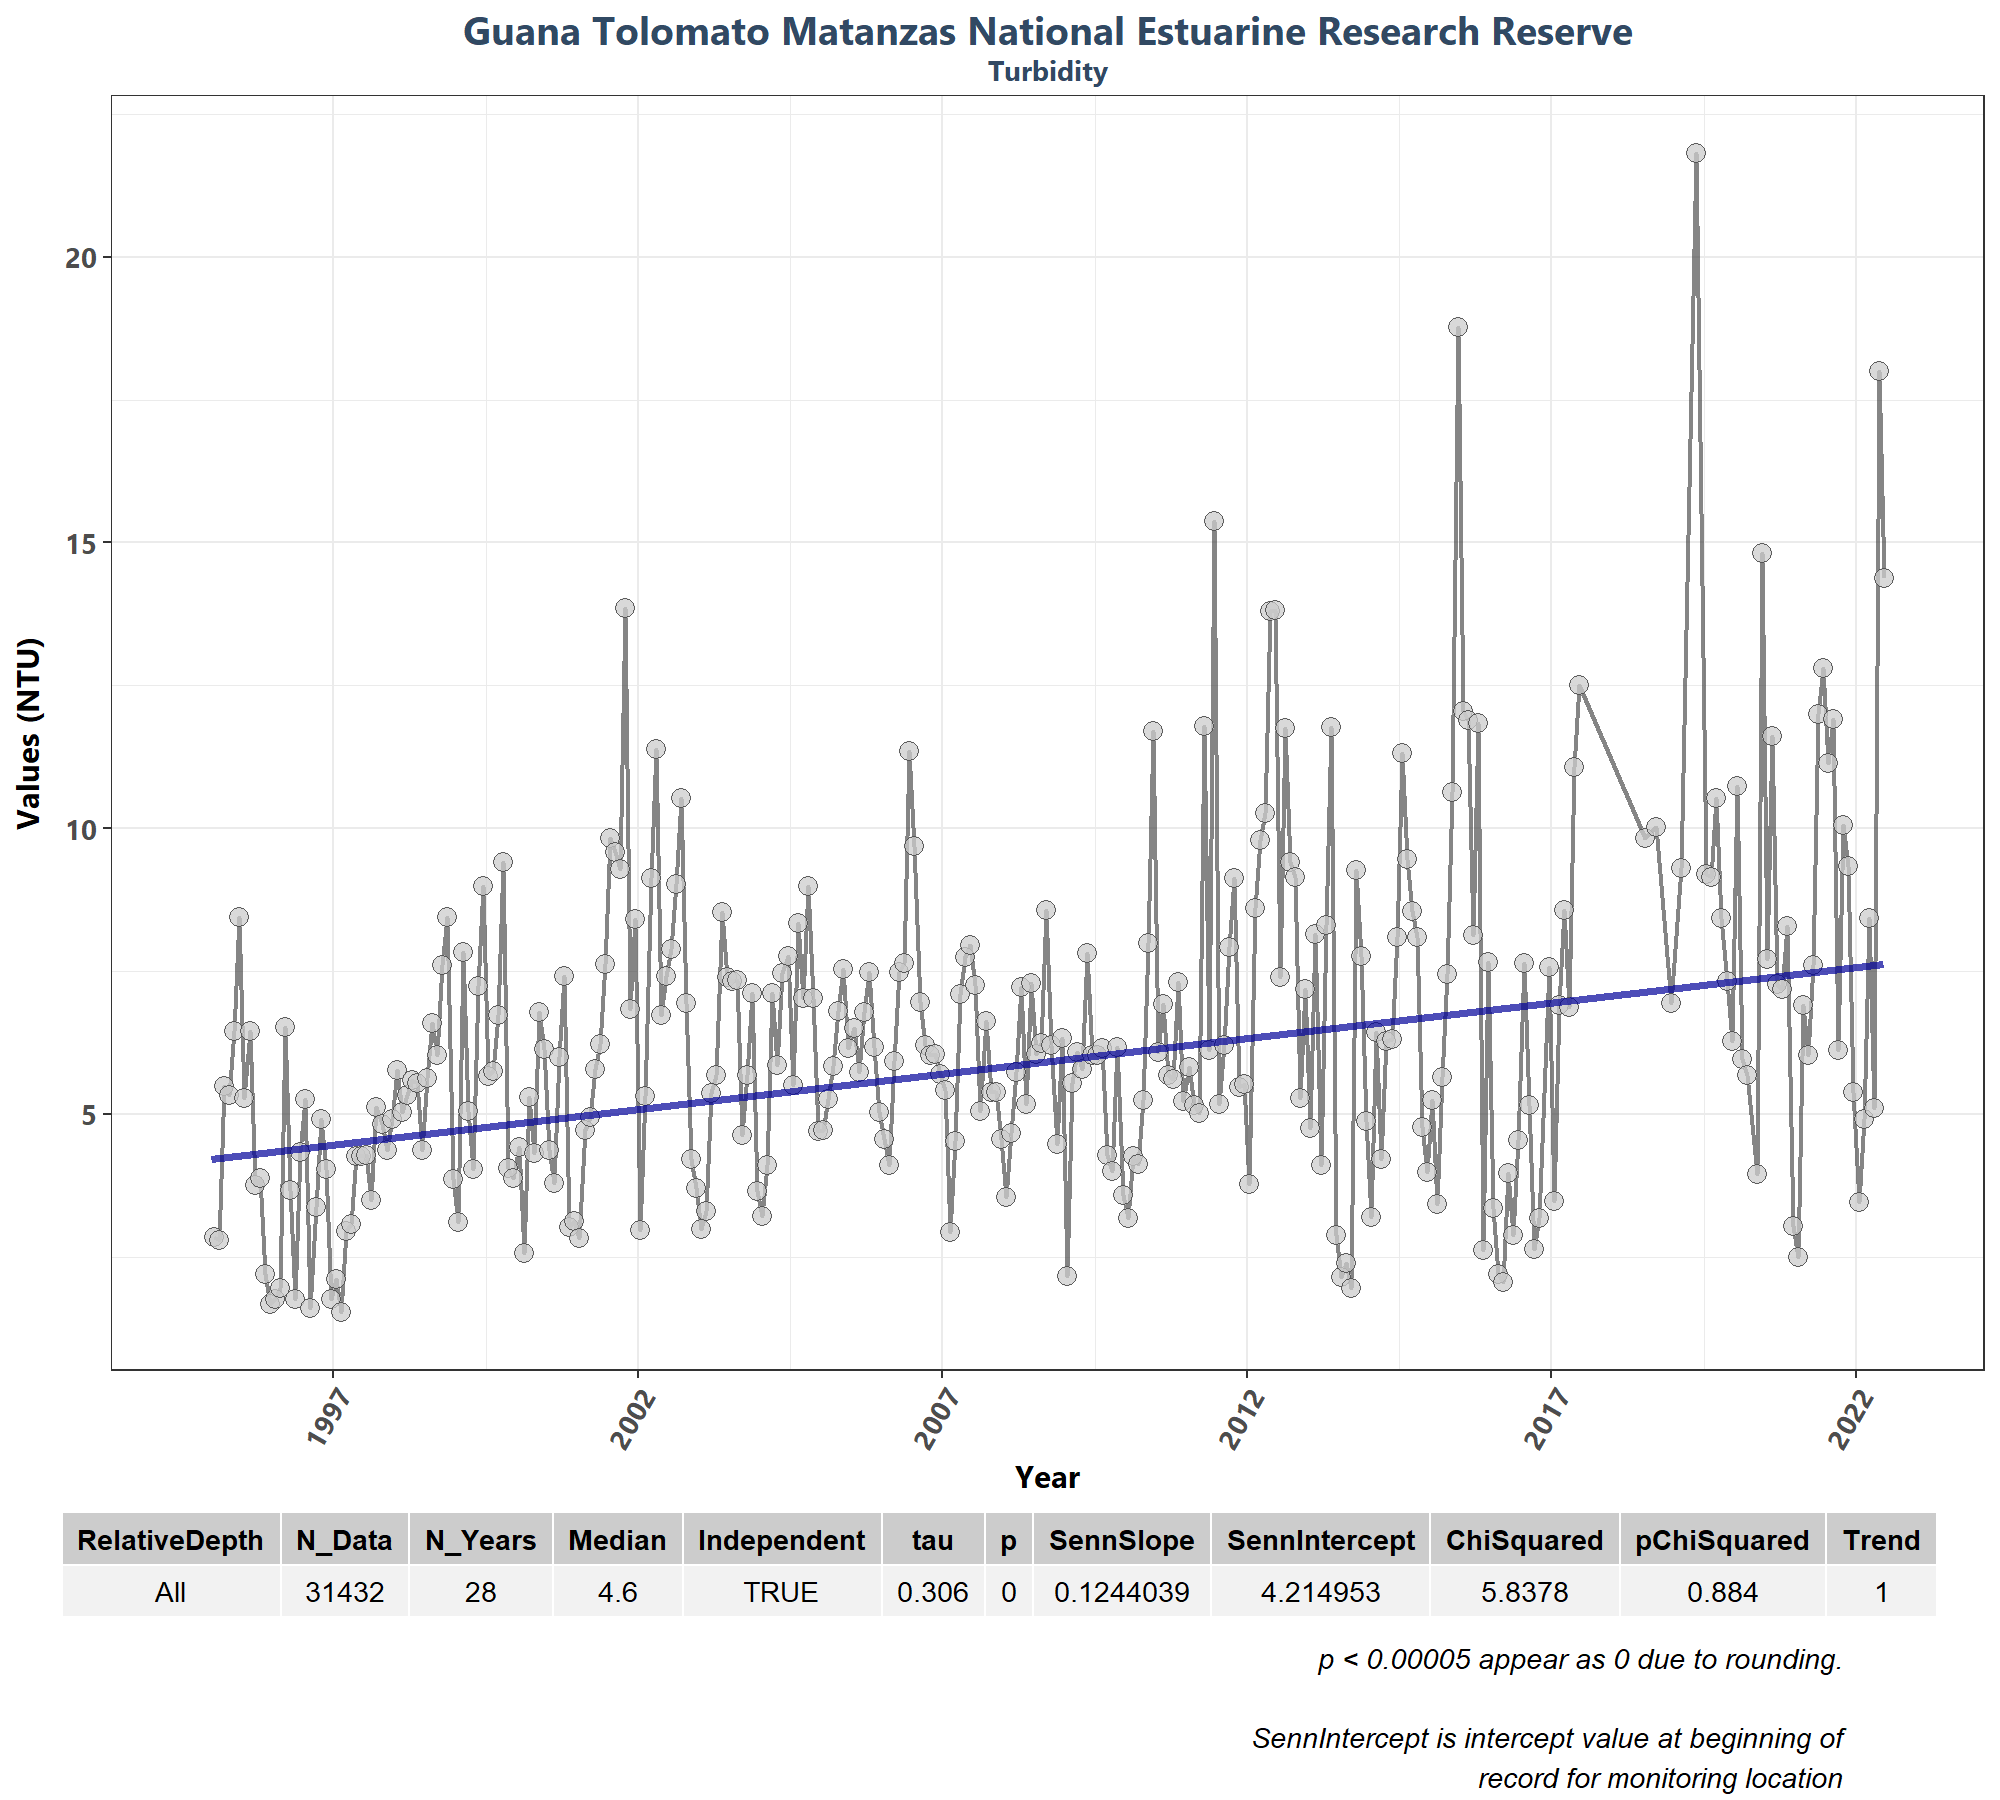 Guana Tolomato Matanzas National Estuarine Research Reserve
Turbidity
Values (NTU)
20
15
10
5
1997 2002 2007 2012 2017 2022
Year
RelativeDepth N_Data N_Years Median Independent tau p SennSlope SennIntercept ChiSquared pChiSquared Trend
All 31432 28 4.6 TRUE 0.306 0 0.1244039 4.214953 5.8378 0.884 1
p < 0.00005 appear as 0 due to rounding.
SennIntercept is intercept value at beginning of
record for monitoring location